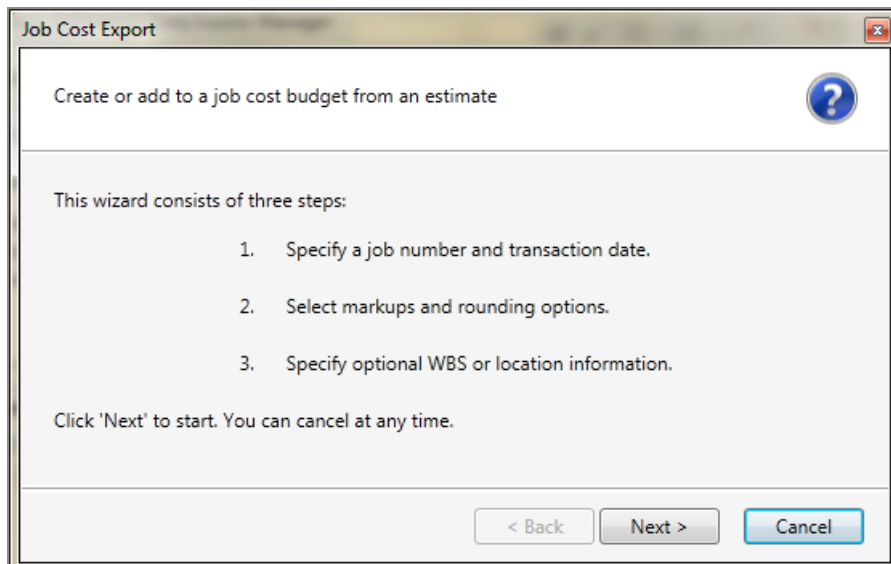 Job Cost Export
Create or add to a job cost budget from an estimate
?
This wizard consists of three steps:
1. Specify a job number and transaction date.
2. Select markups and rounding options.
3. Specify optional WBS or location information.
Click 'Next' to start. You can cancel at any time.
< Back Next > Cancel